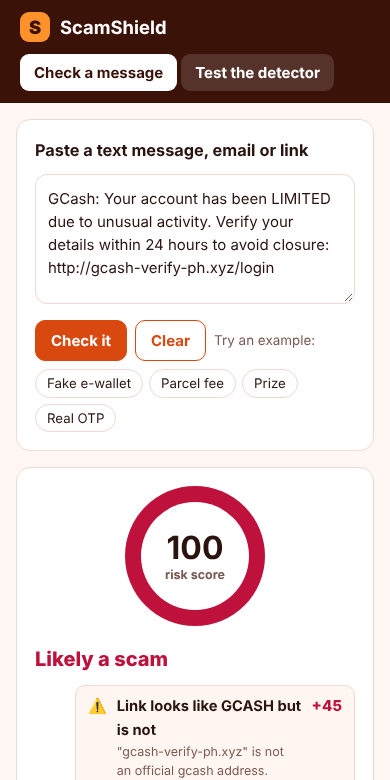 S ScamShield
Check a message Test the detector
Paste a text message, email or link
GCash: Your account has been LIMITED
due to unusual activity. Verify your
details within 24 hours to avoid closure:
http://gcash-verify-ph.xyz/login
Check it Clear Try an example:
Fake e-wallet Parcel fee Prize
Real OTP
100
risk score
Likely a scam
⚠️ Link looks like GCASH but +45
is not
"gcash-verify-ph.xyz" is not
an official gcash address.